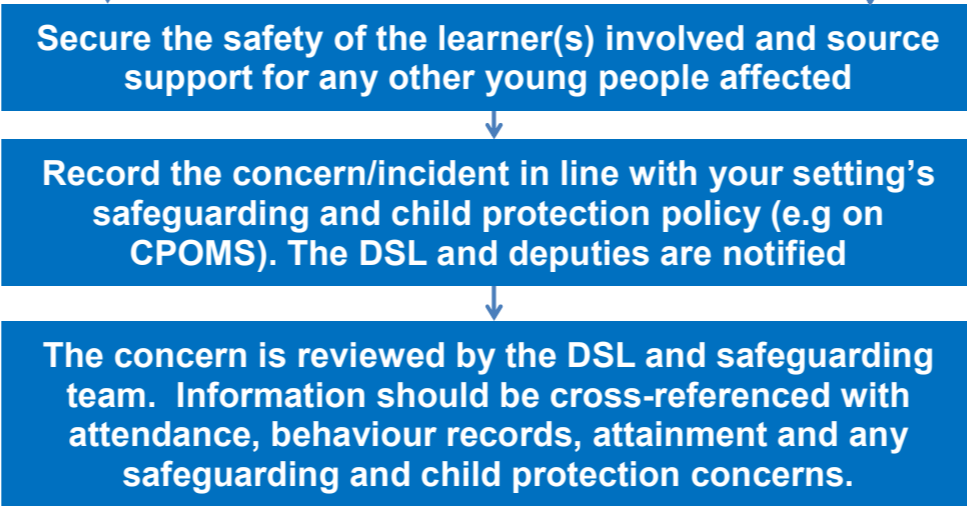 Secure the safety of the learner(s) involved and source
support for any other young people affected
Record the concern/incident in line with your setting’s
safeguarding and child protection policy (e.g on
CPOMS). The DSL and deputies are notified
The concern is reviewed by the DSL and safeguarding
team.  Information should be cross-referenced with
attendance, behaviour records, attainment and any
safeguarding and child protection concerns.